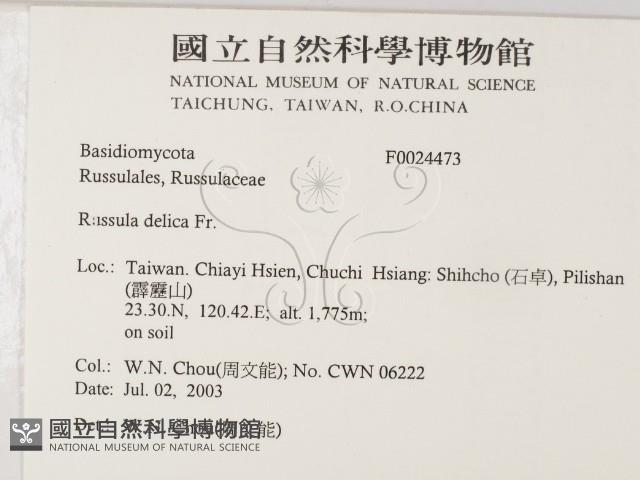 國立自然科學博物館
NATIONAL MUSEUM OF NATURAL SCIENCE
TAICHUNG, TAIWAN, R.O.CHINA
Basidiomycota F0024473
Russulales, Russulaceae
Russula delica Fr.
Loc.: Taiwan. Chiayi Hsien, Chuchi Hsiang: Shihcho (石卓), Pilishan
(霹靂山)
23.30.N, 120.42.E; alt. 1,775m;
on soil
Col.: W.N. Chou(周文能); No. CWN 06222
Date: Jul. 02, 2003
國立自然科學博物館
NATIONAL MUSEUM OF NATURAL SCIENCE